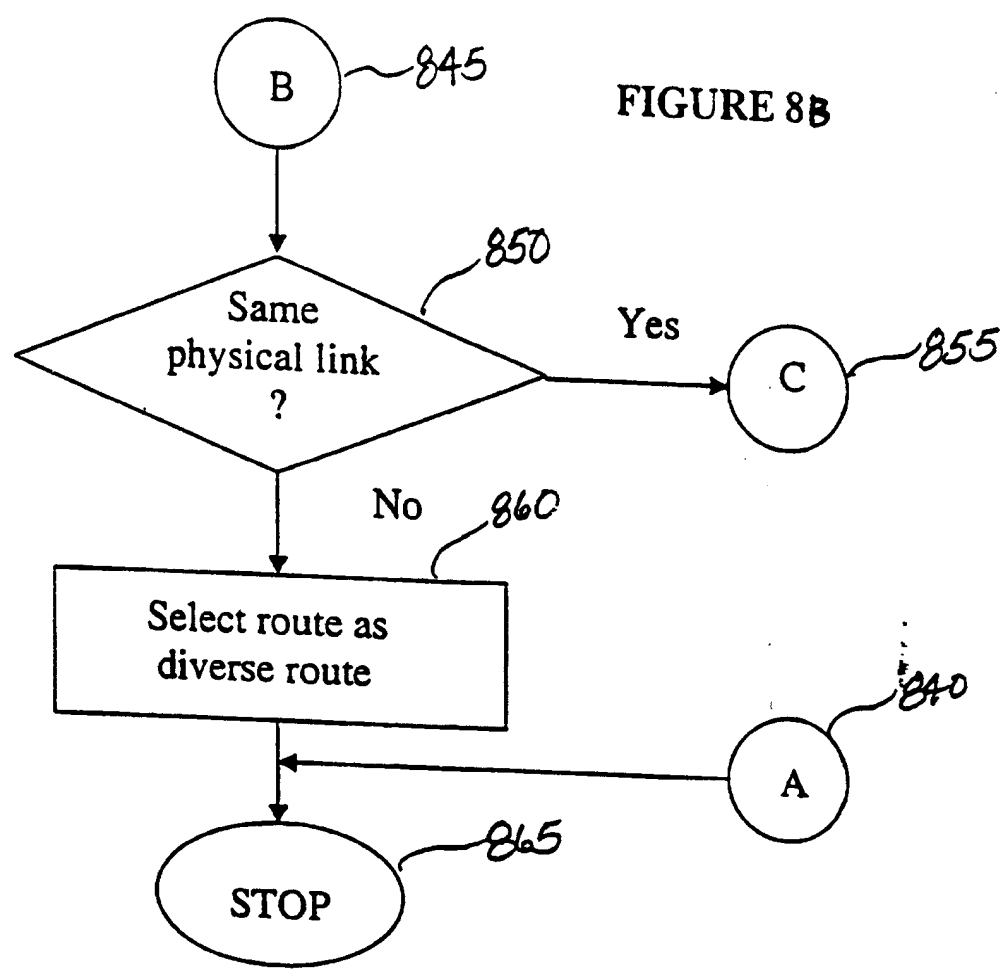 B
845
FIGURE 8B
850
Same
physical link
?
Yes
C
855
No
860
Select route as
diverse route
840
A
865
STOP